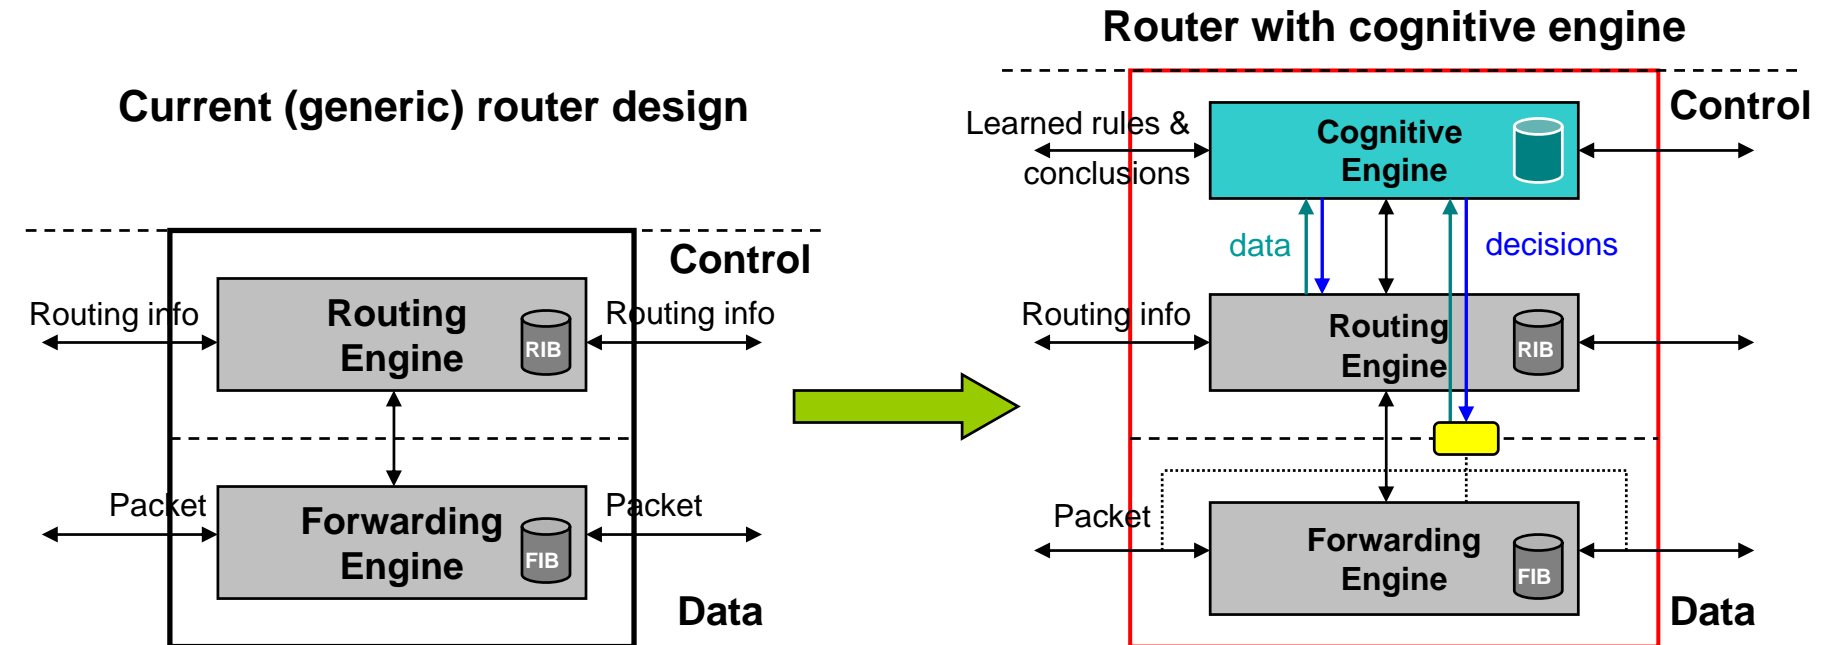 Router with cognitive engine
Current (generic) router design
Control
Learned rules &
conclusions
Cognitive
Engine
data
decisions
Control
Routing info
Routing
Engine
RIB
Routing info
Routing info
Routing
Engine
RIB
Packet
Forwarding
Engine
FIB
Packet
Data
Packet
Forwarding
Engine
FIB
Data